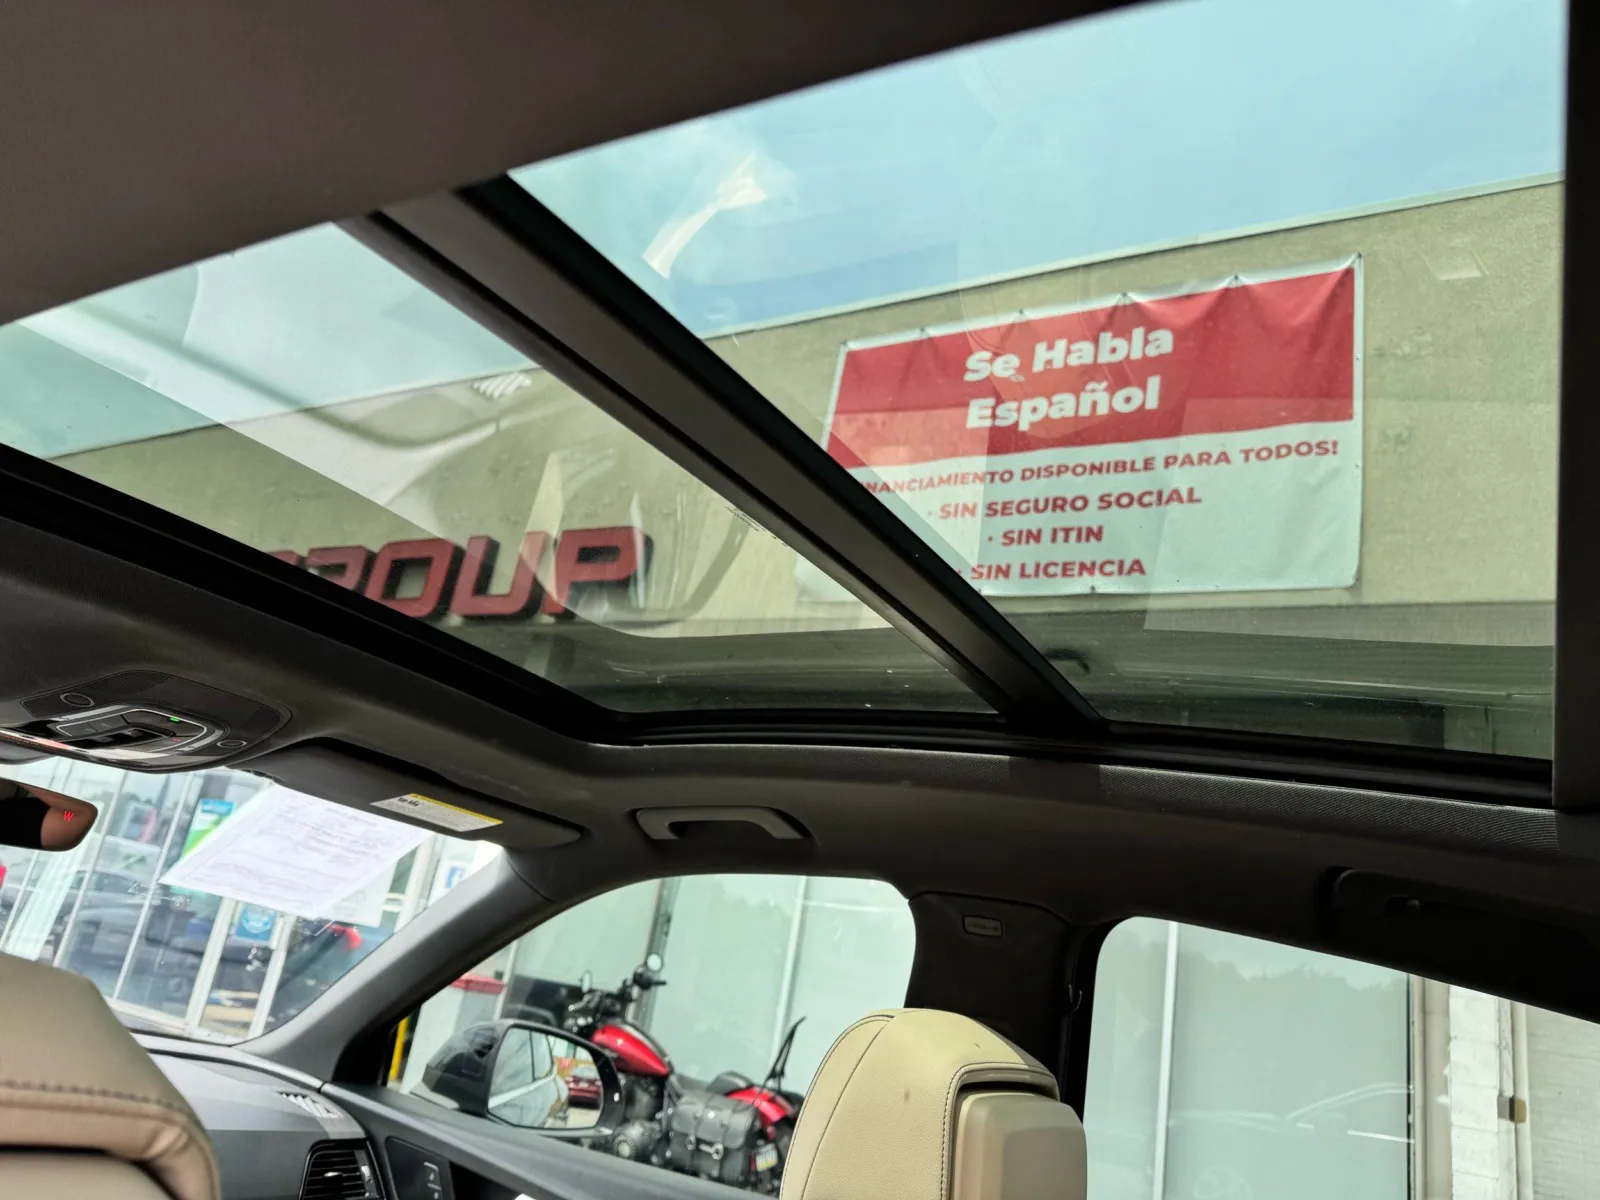 Se Habla
Español
NANCIAMIENTO DISPONIBLE PARA TODOS!
· SIN SEGURO SOCIAL
· SIN ITIN
· SIN LICENCIA
ROUP
W